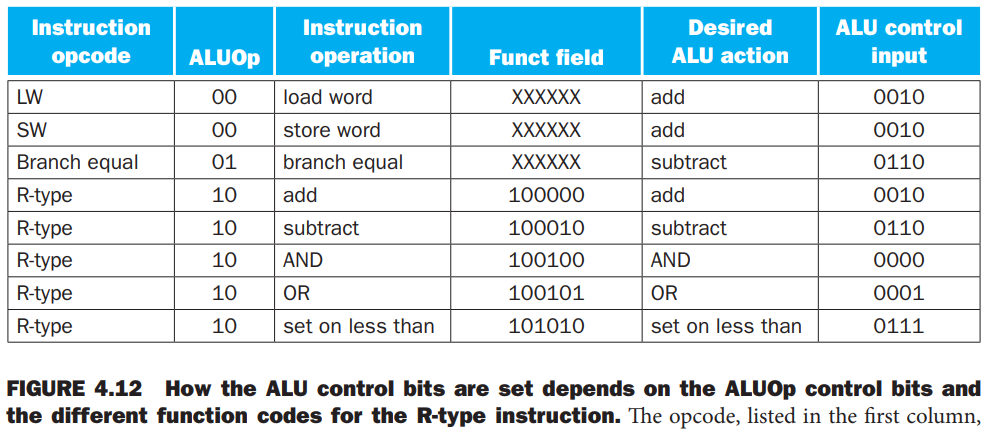 Instruction opcode ALUOp Instruction operation Funct field Desired ALU action ALU control input
LW 00 load word XXXXXX add 0010
SW 00 store word XXXXXX add 0010
Branch equal 01 branch equal XXXXXX subtract 0110
R-type 10 add 100000 add 0010
R-type 10 subtract 100010 subtract 0110
R-type 10 AND 100100 AND 0000
R-type 10 OR 100101 OR 0001
R-type 10 set on less than 101010 set on less than 0111
FIGURE 4.12 How the ALU control bits are set depends on the ALUOp control bits and
the different function codes for the R-type instruction. The opcode, listed in the first column,